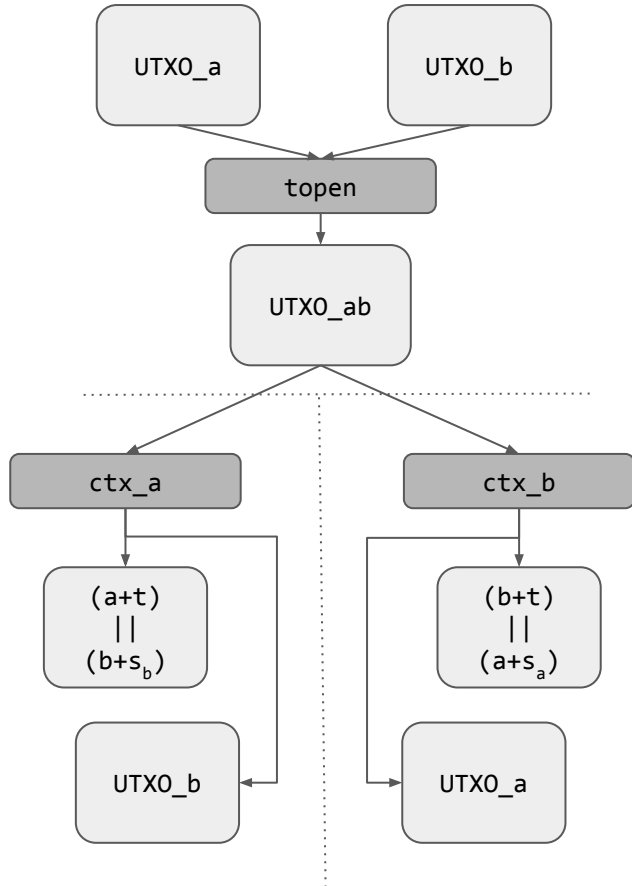 UTXO_a
UTXO_b
topen
UTXO_ab
ctx_a
ctx_b
(a+t)
||
(b+s_b)
(b+t)
||
(a+s_a)
UTXO_b
UTXO_a